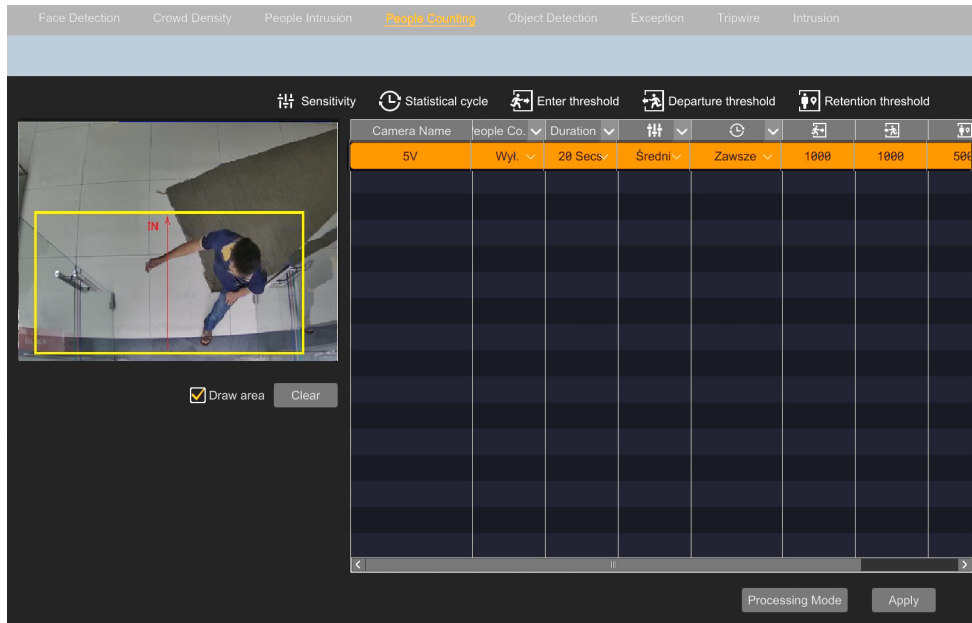 Face Detection Crowd Density People Intrusion People Counting Object Detection Exception Tripwire Intrusion
Sensitivity Statistical cycle Enter threshold Departure threshold Retention threshold
Camera Name eople Co. Duration
5V Wył. 20 Secs Średni Zawsze 1000 1000 500
IN
Draw area Clear
Processing Mode Apply